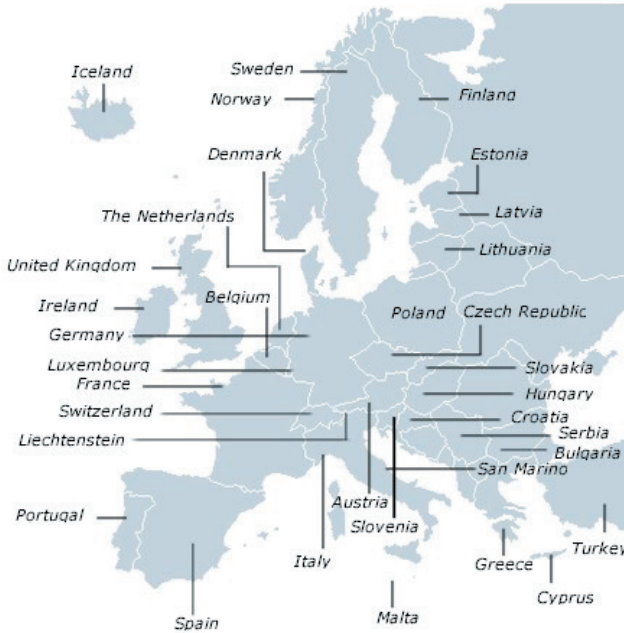 Iceland
Sweden
Norway
Finland
Denmark
Estonia
The Netherlands
Latvia
Lithuania
United Kingdom
Belgium
Ireland
Poland
Czech Republic
Germany
Luxembourg
Slovakia
France
Hungary
Switzerland
Croatia
Liechtenstein
Serbia
Bulgaria
San Marino
Austria
Portugal
Slovenia
Italy
Greece
Turkey
Cyprus
Spain
Malta